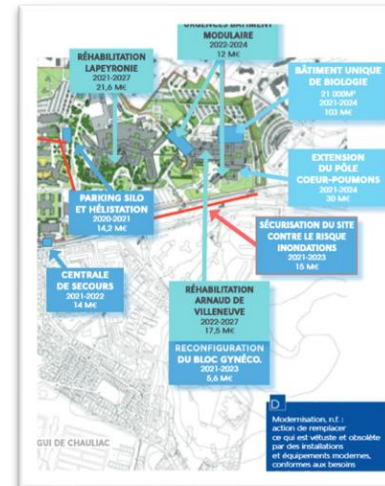 URGENCES BÂTIMENT
MODULAIRE
2022-2024
12 M€
RÉHABILITATION
LAPEYRONIE
2021-2027
21,6 M€
BÂTIMENT UNIQUE
DE BIOLOGIE
21 000M²
2021-2024
103 M€
EXTENSION
DU PÔLE
COEUR-POUMONS
2021-2024
30 M€
PARKING SILO
ET HÉLISTATION
2020-2021
14,2 M€
SÉCURISATION DU SITE
CONTRE LE RISQUE
INONDATIONS
2021-2023
15 M€
CENTRALE
DE SECOURS
2021-2022
14 M€
RÉHABILITATION
ARNAUD DE
VILLENEUVE
2022-2027
17,5 M€
RECONFIGURATION
DU BLOC GYNÉCO.
2021-2023
5,6 M€
D
Modernisation, n.f. :
action de remplacer
ce qui est vétuste et obsolète
par des installations
et équipements modernes,
conformes aux besoins
GUI DE CHAULIAC